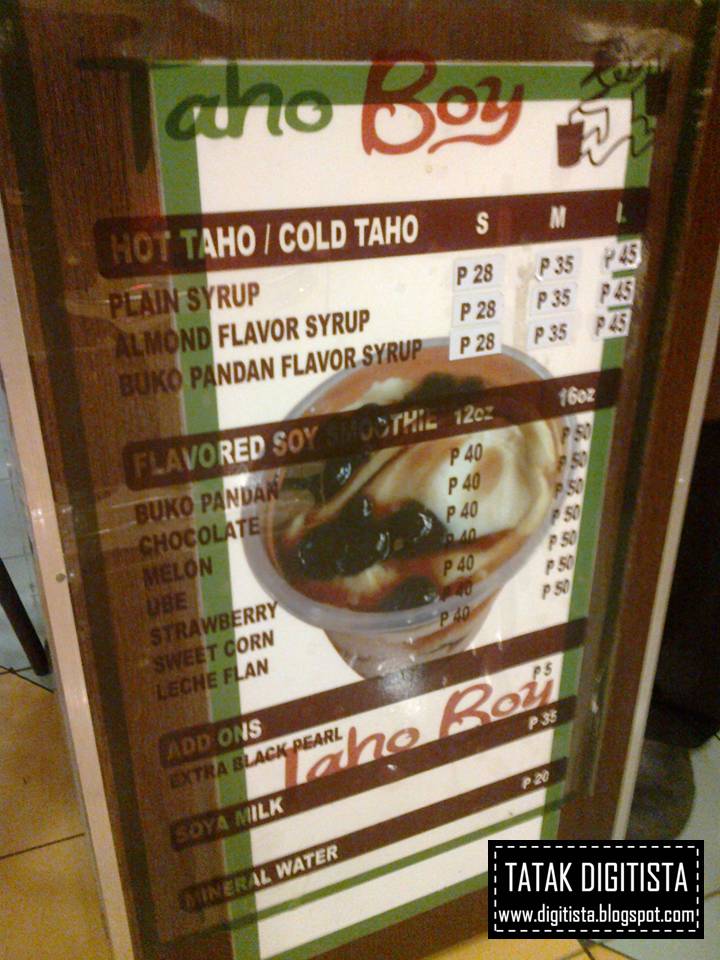 Taho Boy
HOT TAHO / COLD TAHO S M L
PLAIN SYRUP P 28 P 35 P 45
ALMOND FLAVOR SYRUP P 28 P 35 P 45
BUKO PANDAN FLAVOR SYRUP P 28 P 35 P 45
FLAVORED SOY SMOOTHIE 12oz 16oz
BUKO PANDAN P 40 P 50
CHOCOLATE P 40 P 50
MELON P 40 P 50
UBE P 40 P 50
STRAWBERRY P 40 P 50
SWEET CORN P 40 P 50
LECHE FLAN P 40 P 50
ADD ONS
EXTRA BLACK PEARL P 5
Taho Boy
SOYA MILK P 35
MINERAL WATER P 20
TATAK DIGITISTA
www.digitista.blogspot.com